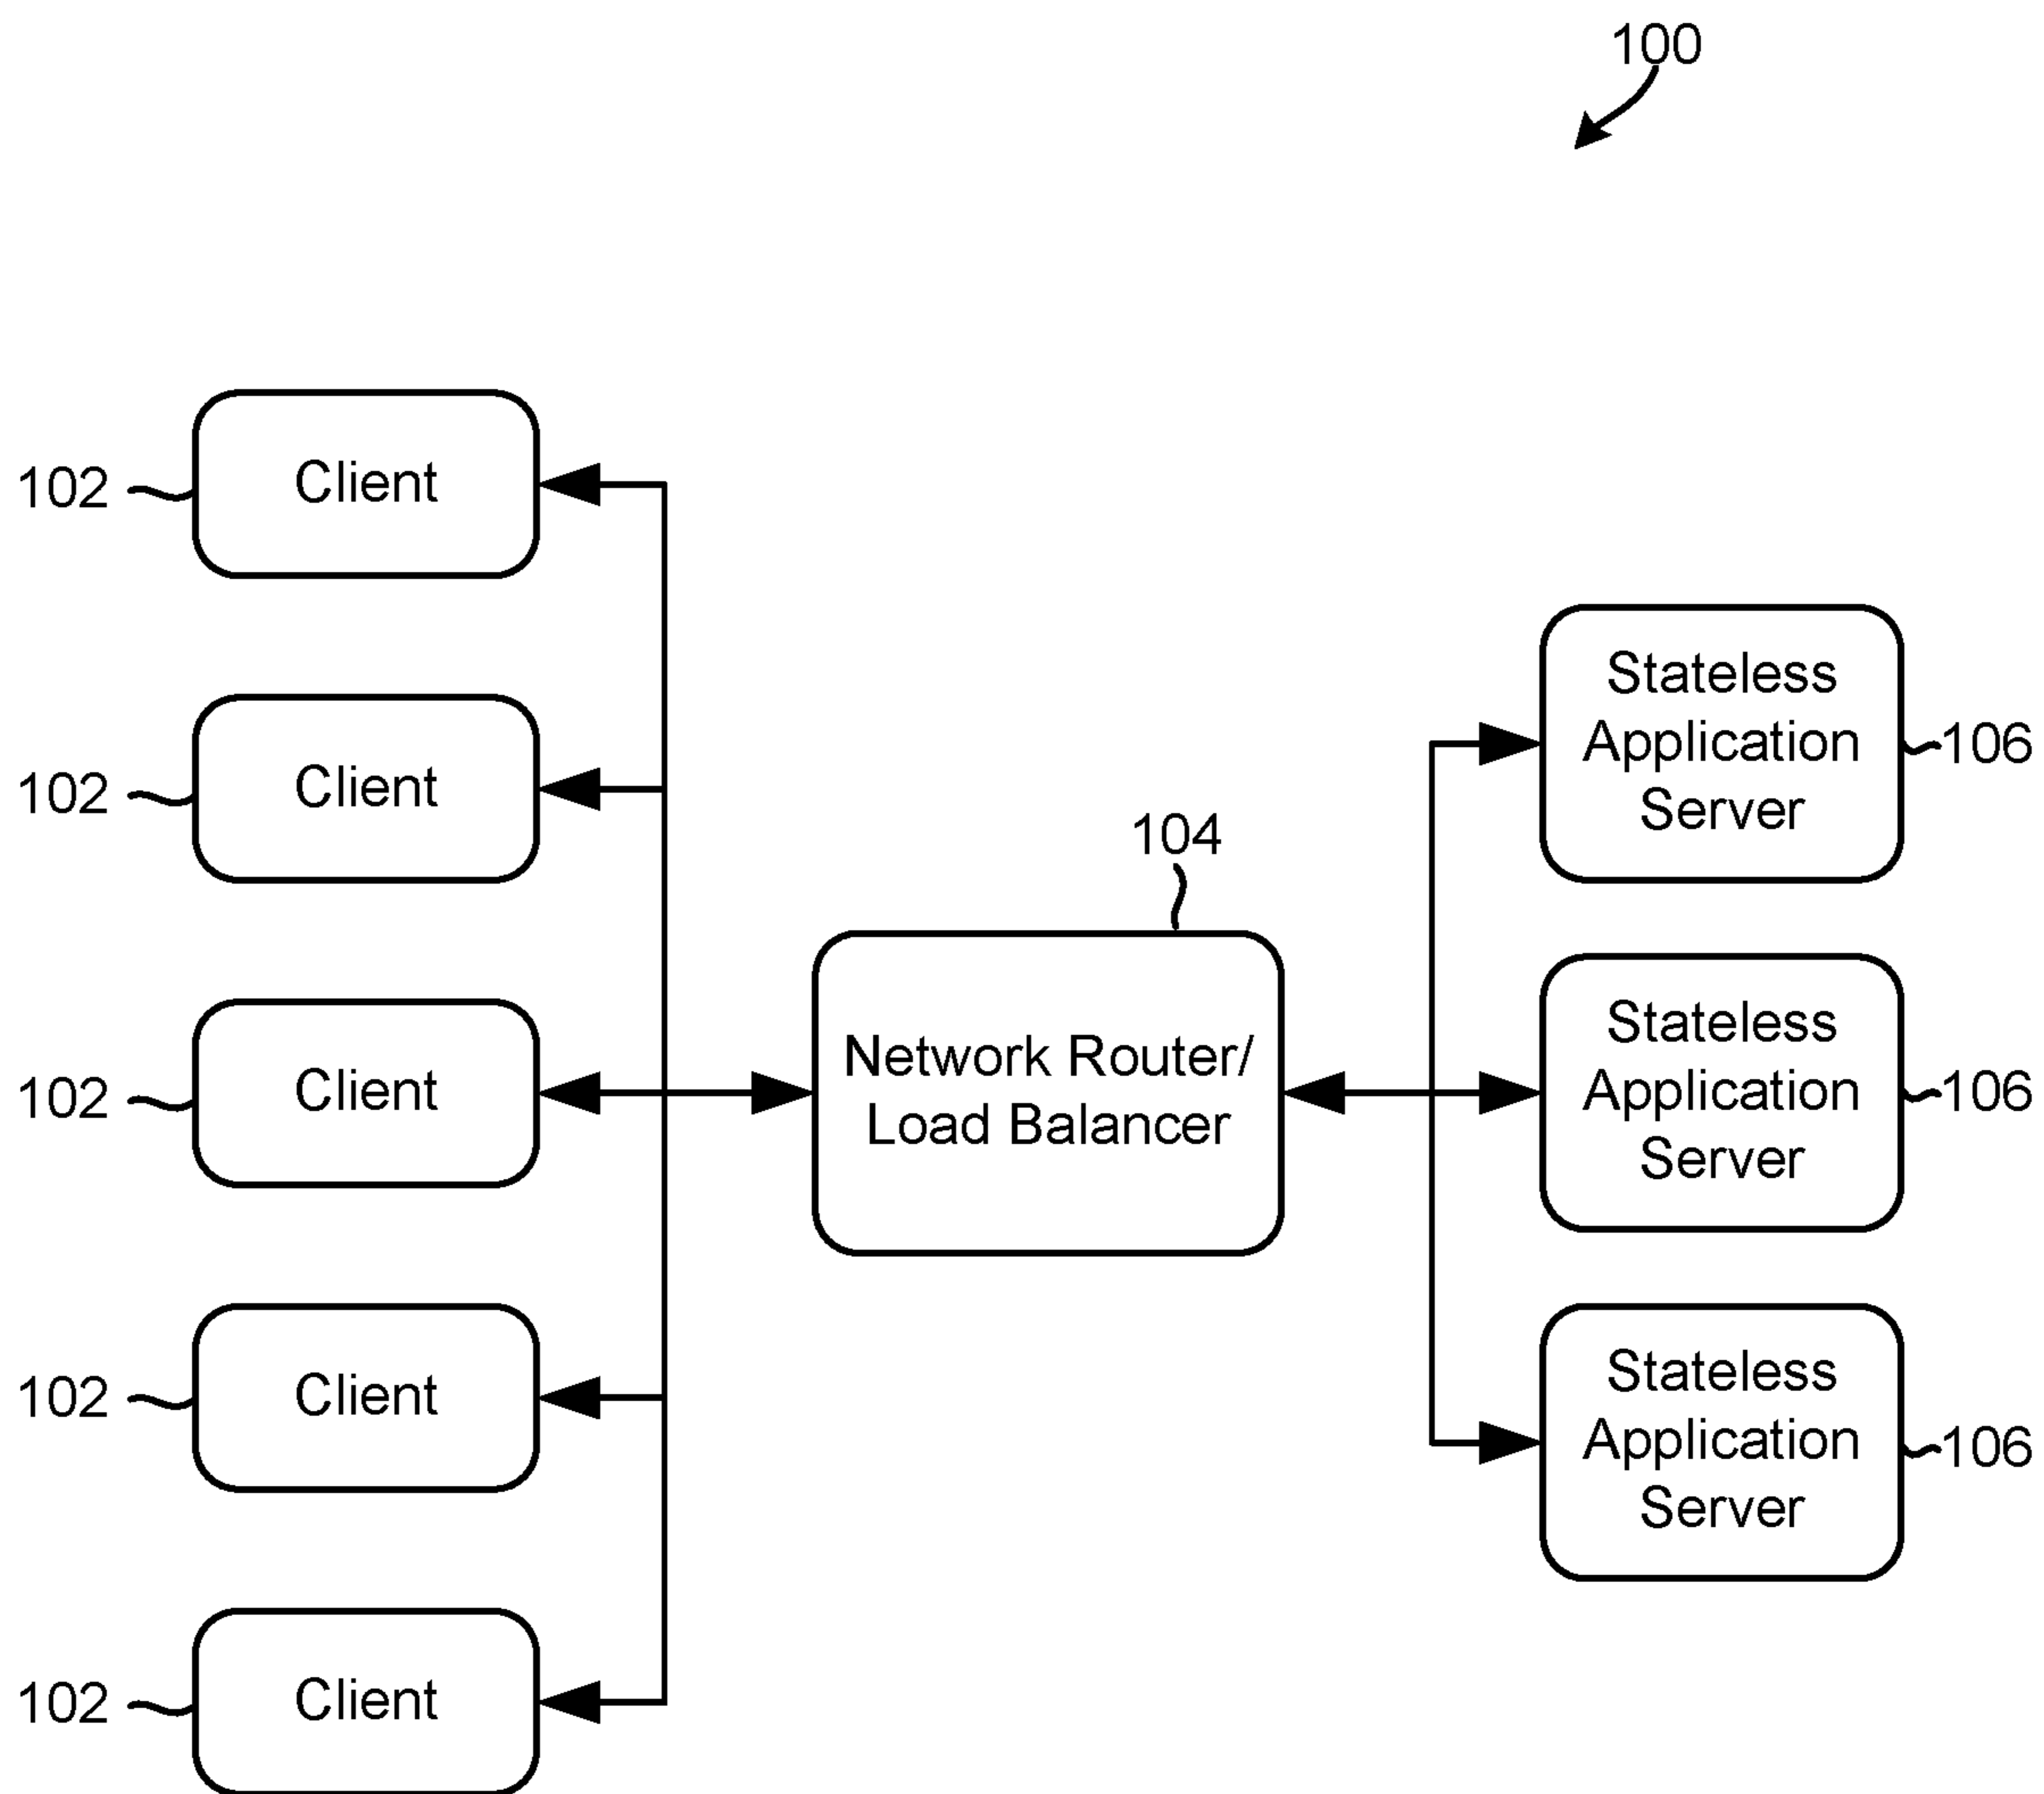 100
102
Client
102
Client
102
Client
102
Client
102
Client
104
Network Router/
Load Balancer
Stateless
Application
Server
106
Stateless
Application
Server
106
Stateless
Application
Server
106